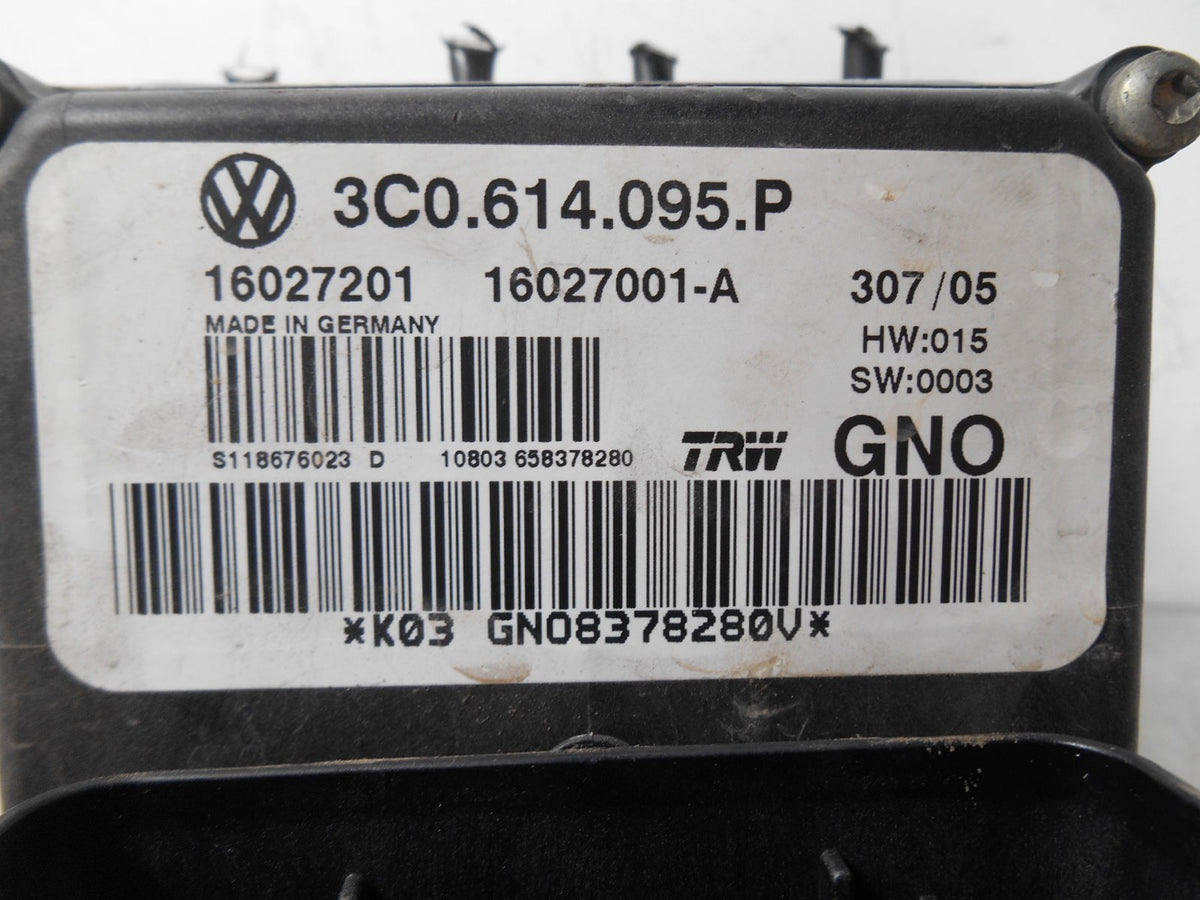 3C0.614.095.P
16027201 16027001-A 307/05
MADE IN GERMANY
HW:015
SW:0003
S118676023 D 10803 658378280 TRW GNO
*K03 GNO8378280V*